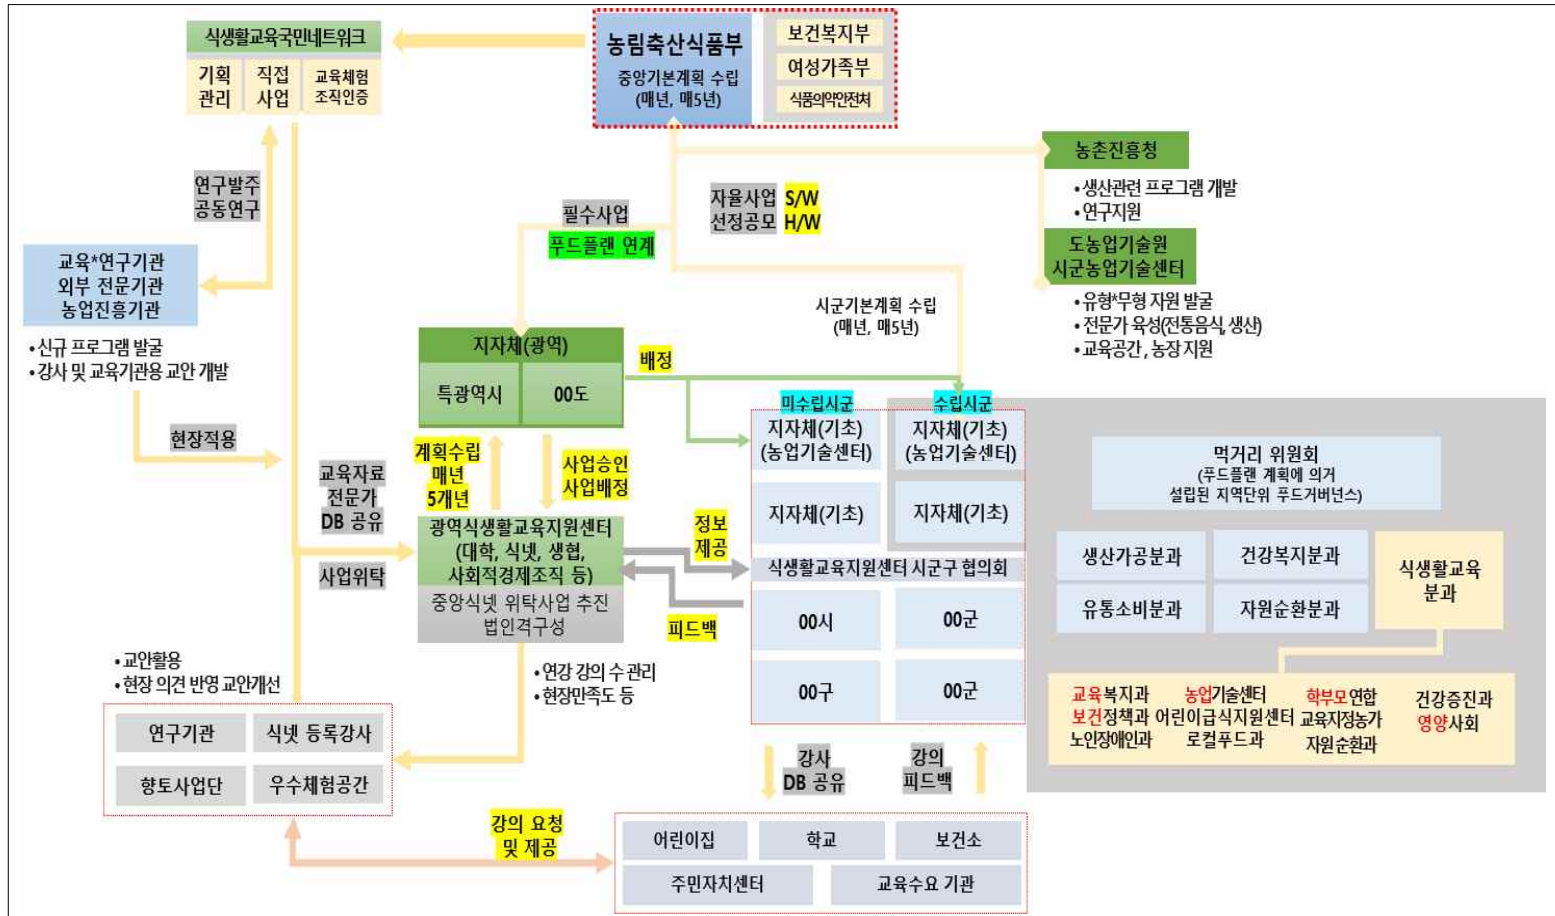 식생활교육국민네트워크
기획
관리
직접
사업
교육체험
조직인증
농림축산식품부
중앙기본계획 수립
(매년, 매5년)
보건복지부
여성가족부
식품의약안전처
농촌진흥청
• 생산관련 프로그램 개발
• 연구지원
도농업기술원
시군농업기술센터
• 유형*무형 자원 발굴
• 전문가 육성(전통음식, 생산)
• 교육공간 , 농장 지원
연구발주
공동연구
필수사업
푸드플랜 연계
자율사업 S/W
선정공모 H/W
교육*연구기관
외부 전문기관
농업진흥기관
• 신규 프로그램 발굴
• 강사 및 교육기관용 교안 개발
현장적용
시군기본계획 수립
(매년, 매5년)
지자체(광역)
특광역시
00도
배정
미수립시군
수립시군
지자체(기초)
(농업기술센터)
지자체(기초)
(농업기술센터)
지자체(기초)
지자체(기초)
계획수립
매년
5개년
사업승인
사업배정
교육자료
전문가
DB 공유
사업위탁
광역식생활교육지원센터
(대학, 식넷, 생협,
사회적경제조직 등)
중앙식넷 위탁사업 추진
법인격구성
정보
제공
피드백
식생활교육지원센터 시군구 협의회
00시
00군
00구
00군
먹거리 위원회
(푸드플랜 계획에 의거
설립된 지역단위 푸드거버넌스)
생산가공분과
건강복지분과
유통소비분과
자원순환분과
식생활교육
분과
교육복지과
보건정책과
노인장애인과
농업기술센터
어린이급식지원센터
로컬푸드과
학부모 연합
교육지정농가
자원 순환과
건강증진과
영양사회
• 교안활용
• 현장 의견 반영 교안개선
• 연강 강의 수 관리
• 현장만족도 등
연구기관
식넷 등록강사
향토사업단
우수체험공간
강사
DB 공유
강의
피드백
강의 요청
및 제공
어린이집
학교
보건소
주민자치센터
교육수요 기관